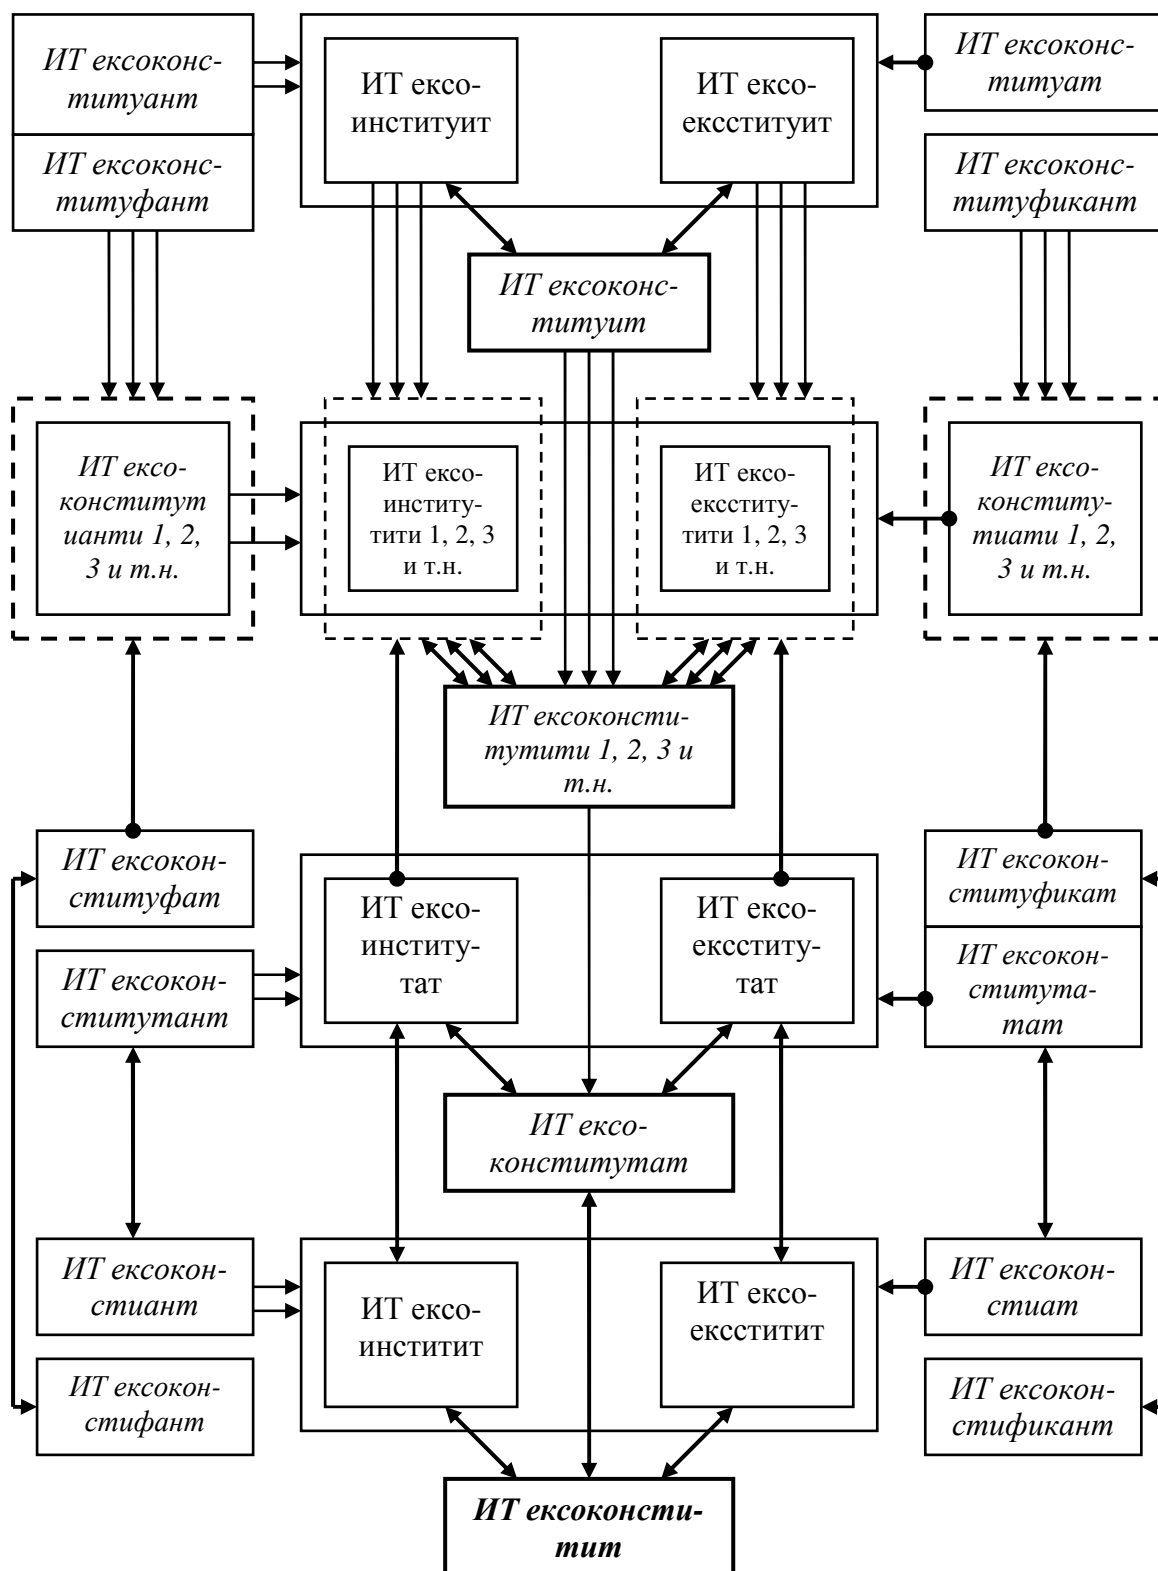 ИТ ексоконс-
титуант
ИТ ексо-
институит
ИТ ексо-
ексституит
ИТ ексоконс-
титуат
ИТ ексоконс-
титуфант
ИТ ексоконс-
титуфикант
ИТ ексоконс-
титуит
ИТ ексо-
конститут
ианти 1, 2,
3 и т.н.
ИТ ексо-
институ-
тити 1, 2, 3
и т.н.
ИТ ексо-
ексститу-
тити 1, 2, 3
и т.н.
ИТ ексо-
конститу-
тиати 1, 2,
3 и т.н.
ИТ ексоконсти-
тутити 1, 2, 3 и
т.н.
ИТ ексокон-
ституфат
ИТ ексо-
институ-
тат
ИТ ексо-
ексститу-
тат
ИТ ексокон-
ституфикат
ИТ ексокон-
ститутант
ИТ ексокон-
ститута-
тат
ИТ ексо-
конститутат
ИТ ексокон-
стиант
ИТ ексо-
институт
ИТ ексо-
ексститит
ИТ ексокон-
стиат
ИТ ексокон-
стифант
ИТ ексокон-
стификант
ИТ ексоконсти-
тит